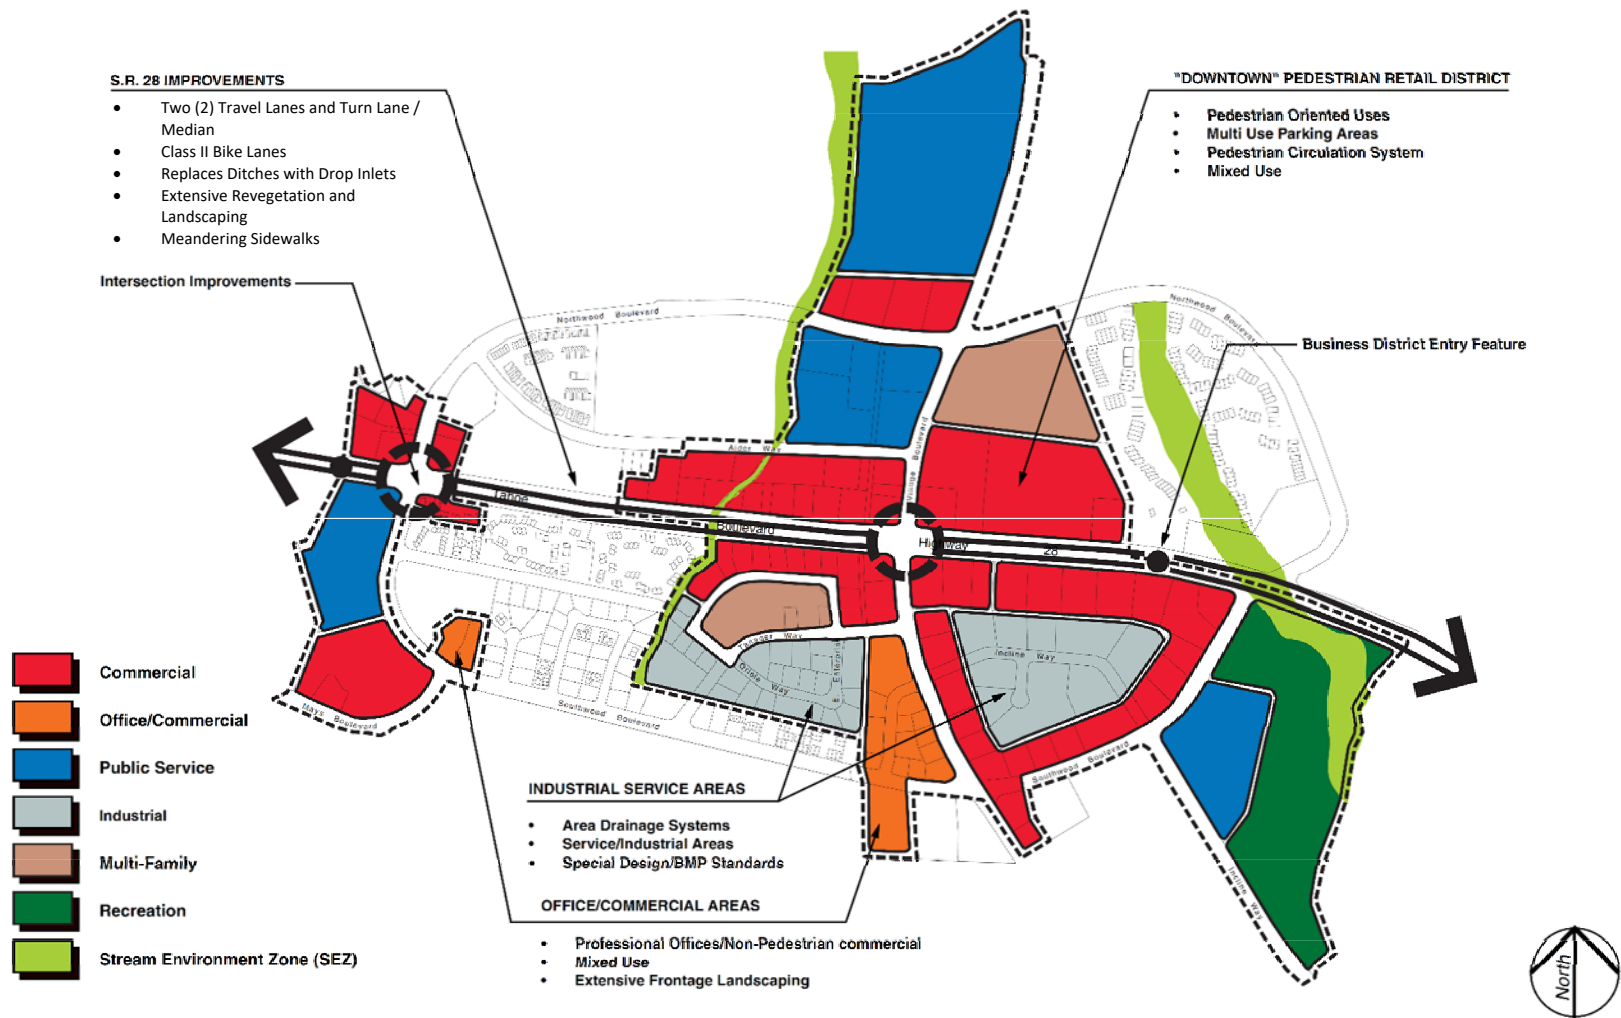 S.R. 28 IMPROVEMENTS
• Two (2) Travel Lanes and Turn Lane /
Median
• Class II Bike Lanes
• Replaces Ditches with Drop Inlets
• Extensive Revegetation and
Landscaping
• Meandering Sidewalks
Intersection Improvements
"DOWNTOWN" PEDESTRIAN RETAIL DISTRICT
• Pedestrian Oriented Uses
• Multi Use Parking Areas
• Pedestrian Circulation System
• Mixed Use
Business District Entry Feature
Northwood Boulevard
Northwood Boulevard
Alder Way
Village Boulevard
Tahoe
Boulevard
Highway
28
Tanager Way
Oriole Way
Enterprise
Incline Way
Southwood Boulevard
Southwood Boulevard
Mays Boulevard
Incline Way
Commercial
Office/Commercial
Public Service
Industrial
Multi-Family
Recreation
Stream Environment Zone (SEZ)
INDUSTRIAL SERVICE AREAS
• Area Drainage Systems
• Service/Industrial Areas
• Special Design/BMP Standards
OFFICE/COMMERCIAL AREAS
• Professional Offices/Non-Pedestrian commercial
• Mixed Use
• Extensive Frontage Landscaping
North